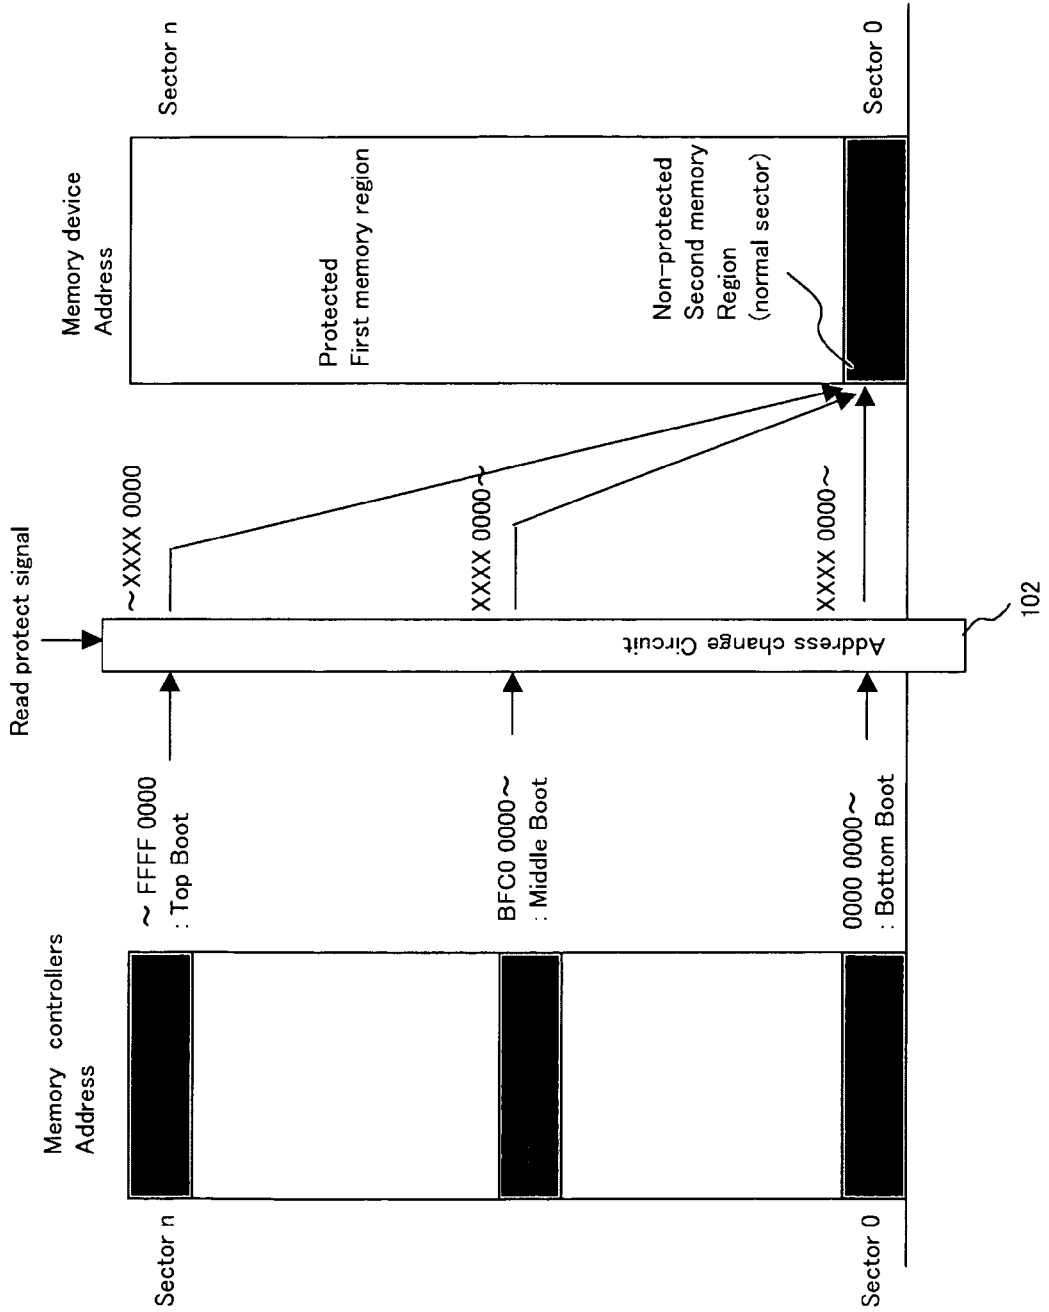 Read protect signal
Memory controllers
Address
Memory device
Address
Sector n
~ FFFF 0000
: Top Boot
~XXXX 0000
Sector n
Protected
First memory region
BFC0 0000~
: Middle Boot
XXXX 0000~
Address change Circuit
Non-protected
Second memory
Region
(normal sector)
Sector 0
0000 0000~
: Bottom Boot
XXXX 0000~
Sector 0
102